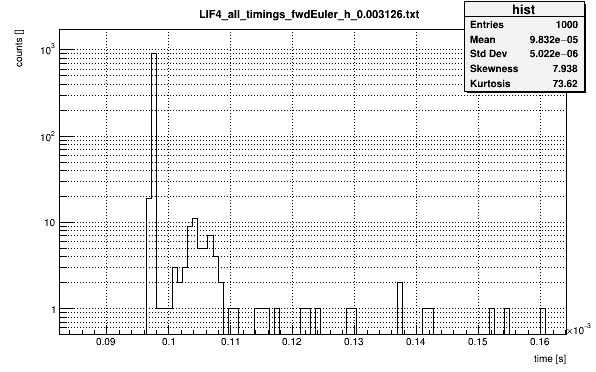 LIF4_all_timings_fwdEuler_h_0.003126.txt
hist
Entries 1000
Mean 9.832e−05
Std Dev 5.022e−06
Skewness 7.938
Kurtosis 73.62
counts []
10³
10²
10
1
0.09 0.1 0.11 0.12 0.13 0.14 0.15 0.16
×10⁻³
time [s]